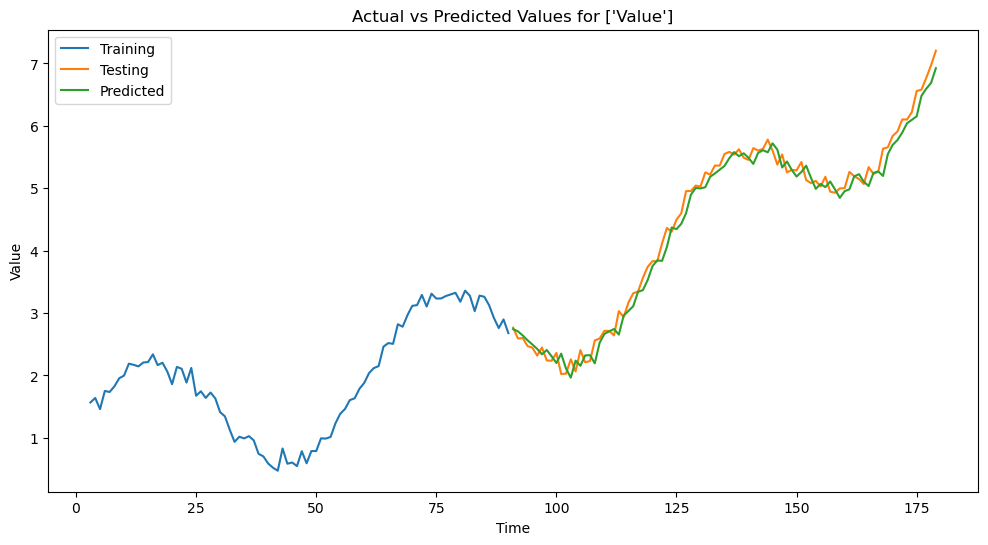 Actual vs Predicted Values for ['Value']
Training
Testing
Predicted
7
6
5
4
3
2
1
Value
0 25 50 75 100 125 150 175
Time